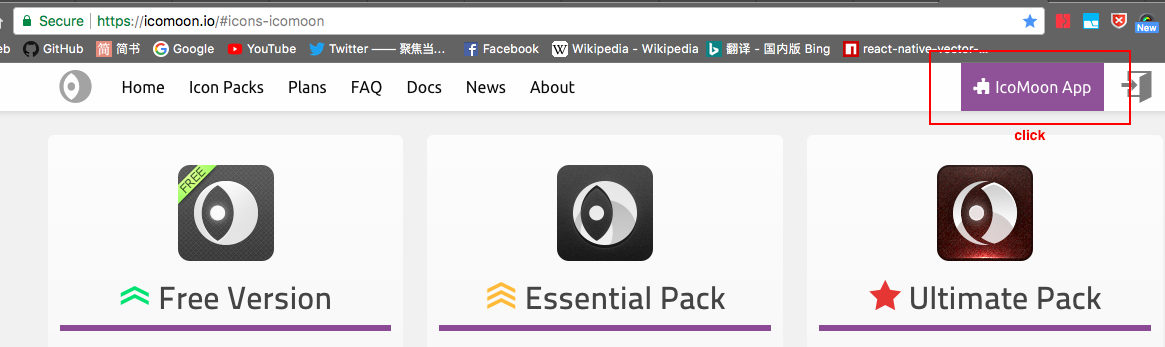 Secure https://icomoon.io/#icons-icomoon
New
eb GitHub 简 简书 Google YouTube Twitter —— 聚焦当... Facebook W Wikipedia - Wikipedia 翻译 - 国内版 Bing react-native-vector-...
Home Icon Packs Plans FAQ Docs News About IcoMoon App
click
FREE
Free Version Essential Pack Ultimate Pack